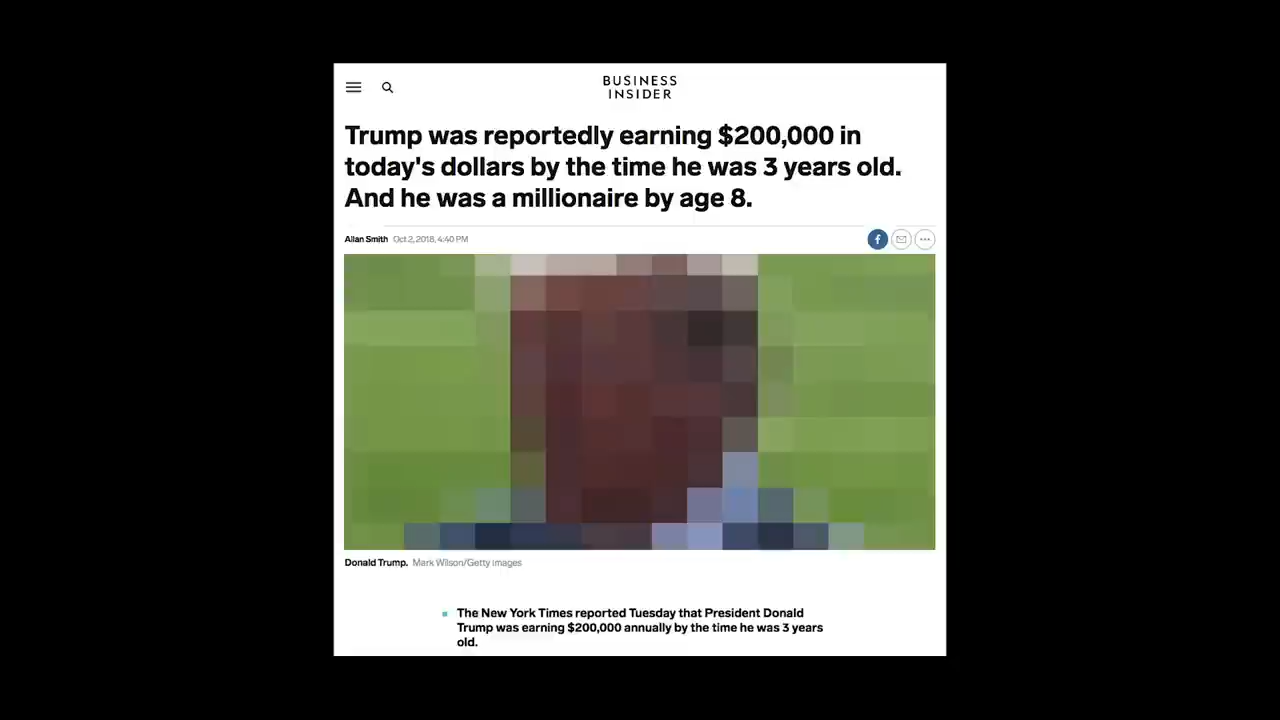 BUSINESS
INSIDER
Trump was reportedly earning $200,000 in
today's dollars by the time he was 3 years old.
And he was a millionaire by age 8.
Allan Smith Oct 2, 2018, 4:40 PM
f
Donald Trump. Mark Wilson/Getty Images
The New York Times reported Tuesday that President Donald
Trump was earning $200,000 annually by the time he was 3 years
old.